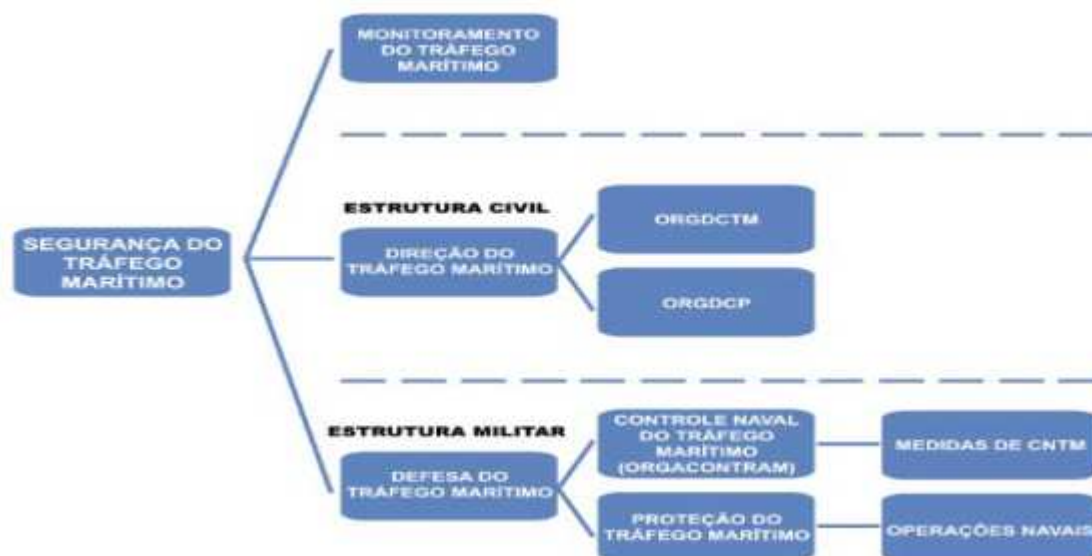 MONITORAMENTO
DO TRÁFEGO
MARÍTIMO
ESTRUTURA CIVIL
SEGURANÇA DO
TRÁFEGO
MARÍTIMO
DIREÇÃO DO
TRÁFEGO MARÍTIMO
ORGDCTM
ORGDCP
ESTRUTURA MILITAR
DEFESA DO
TRÁFEGO MARÍTIMO
CONTROLE NAVAL
DO TRÁFEGO
MARÍTIMO
(ORGACONTRAM)
MEDIDAS DE CNTM
PROTEÇÃO DO
TRÁFEGO MARÍTIMO
OPERAÇÕES NAVAIS